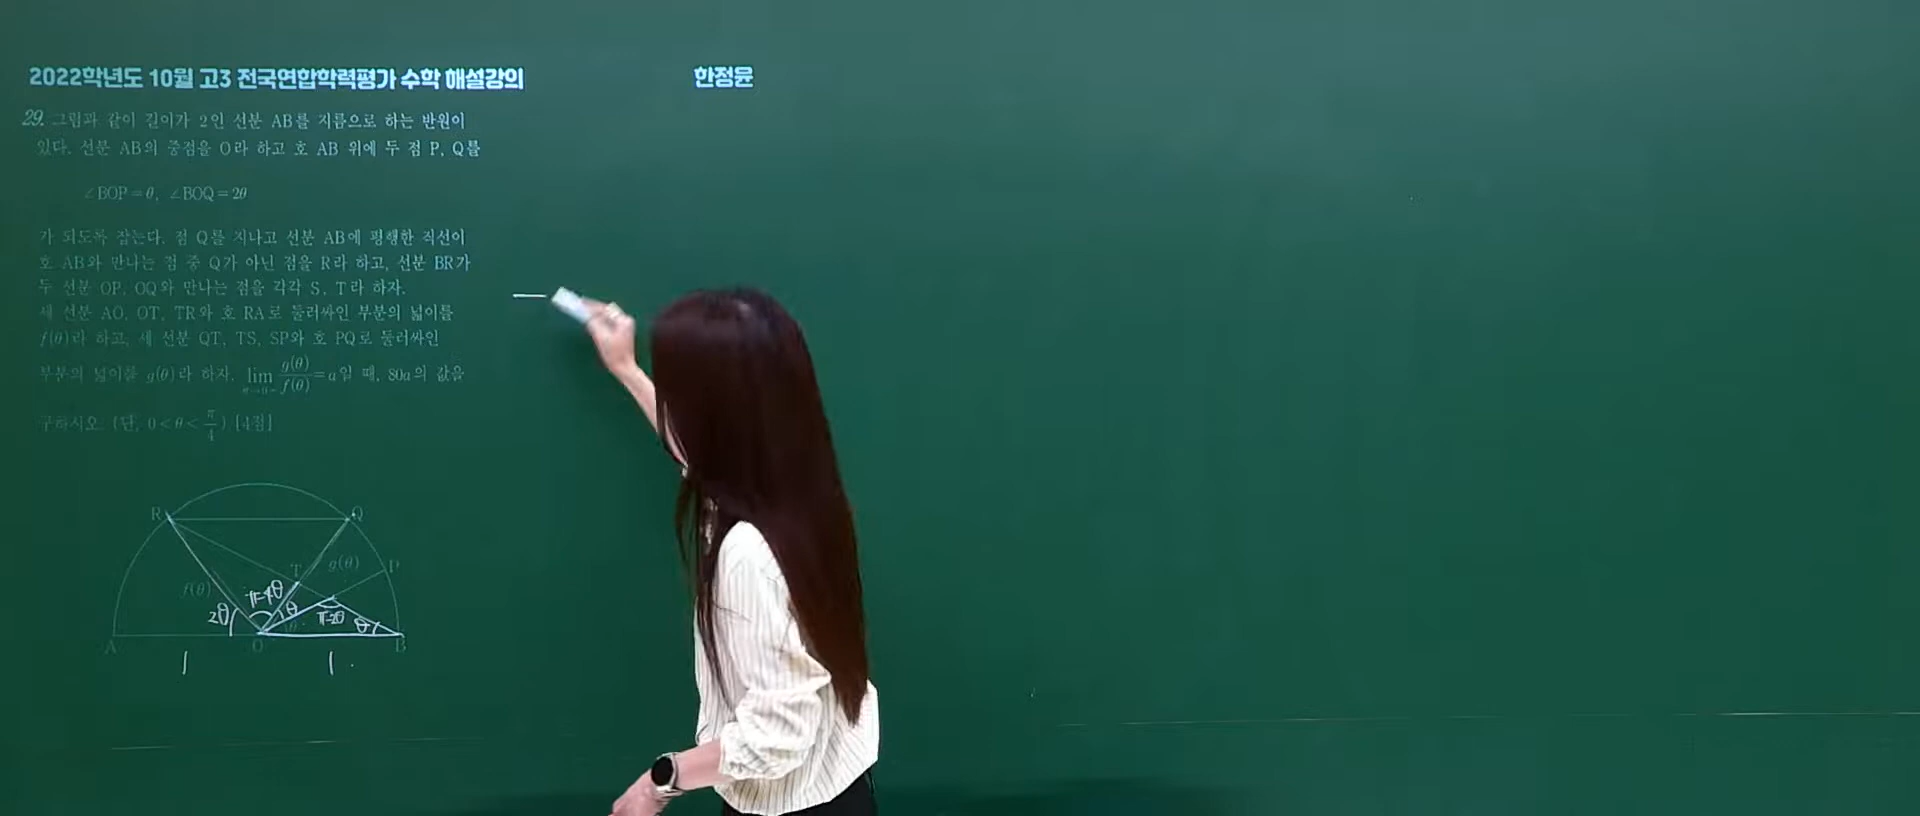 2022학년도 10월 고3 전국연합학력평가 수학 해설강의
한정윤
29. 그림과 같이 길이가 2인 선분 AB를 지름으로 하는 반원이
있다. 선분 AB의 중점을 O라 하고 호 AB 위에 두 점 P, Q를
∠BOP=θ, ∠BOQ=2θ
가 되도록 잡는다. 점 Q를 지나고 선분 AB에 평행한 직선이
호 AB와 만나는 점 중 Q가 아닌 점을 R라 하고, 선분 BR가
두 선분 OP, OQ와 만나는 점을 각각 S, T라 하자.
세 선분 AO, OT, TR와 호 RA로 둘러싸인 부분의 넓이를
f(θ)라 하고, 세 선분 QT, TS, SP와 호 PQ로 둘러싸인
부분의 넓이를 g(θ)라 하자. lim g(θ)/f(θ)=a일 때, 80a의 값을
구하시오. (단, 0<θ<π/4) [4점]
R Q
T g(θ) P
f(θ) π-4θ
2θ θ π-2θ θ
A O B
1 1